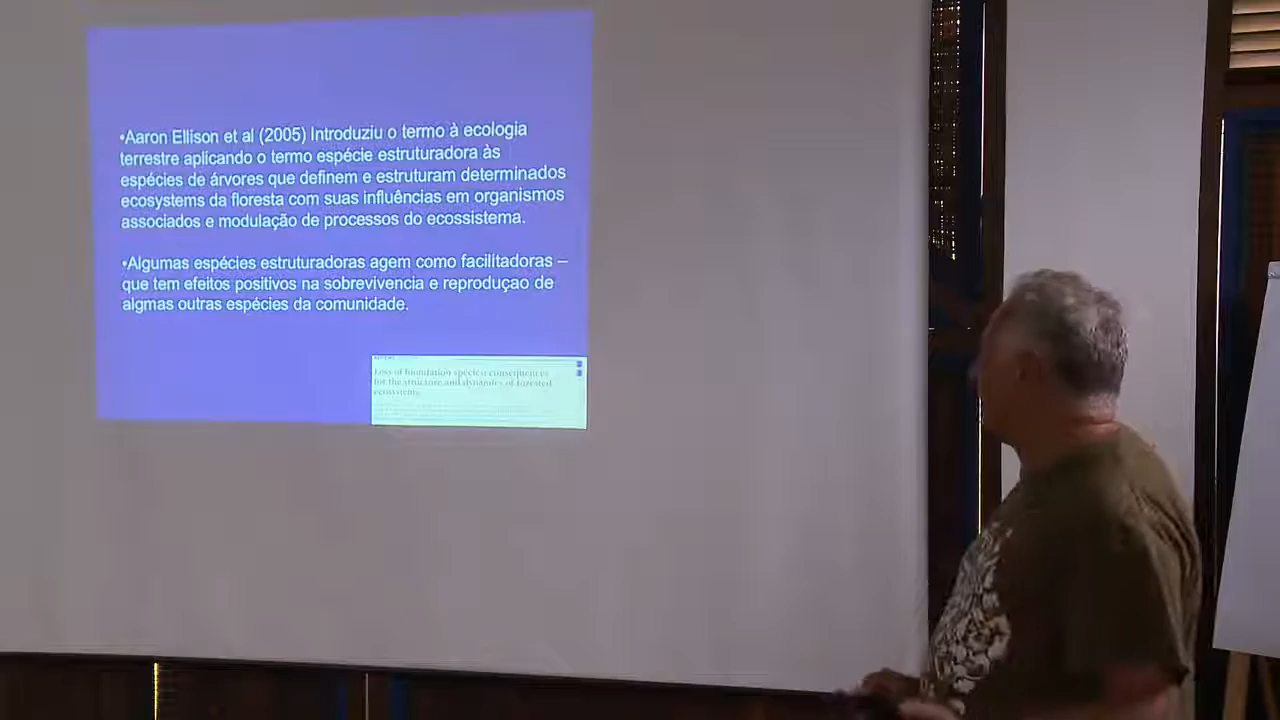 •Aaron Ellison et al (2005) Introduziu o termo à ecologia
terrestre aplicando o termo espécie estruturadora às
espécies de árvores que definem e estruturam determinados
ecosystems da floresta com suas influências em organismos
associados e modulação de processos do ecossistema.
•Algumas espécies estruturadoras agem como facilitadoras –
que tem efeitos positivos na sobrevivencia e reproduçao de
algmas outras espécies da comunidade.
Loss of foundation species: consequences
for the structure and dynamics of forested
ecosystems